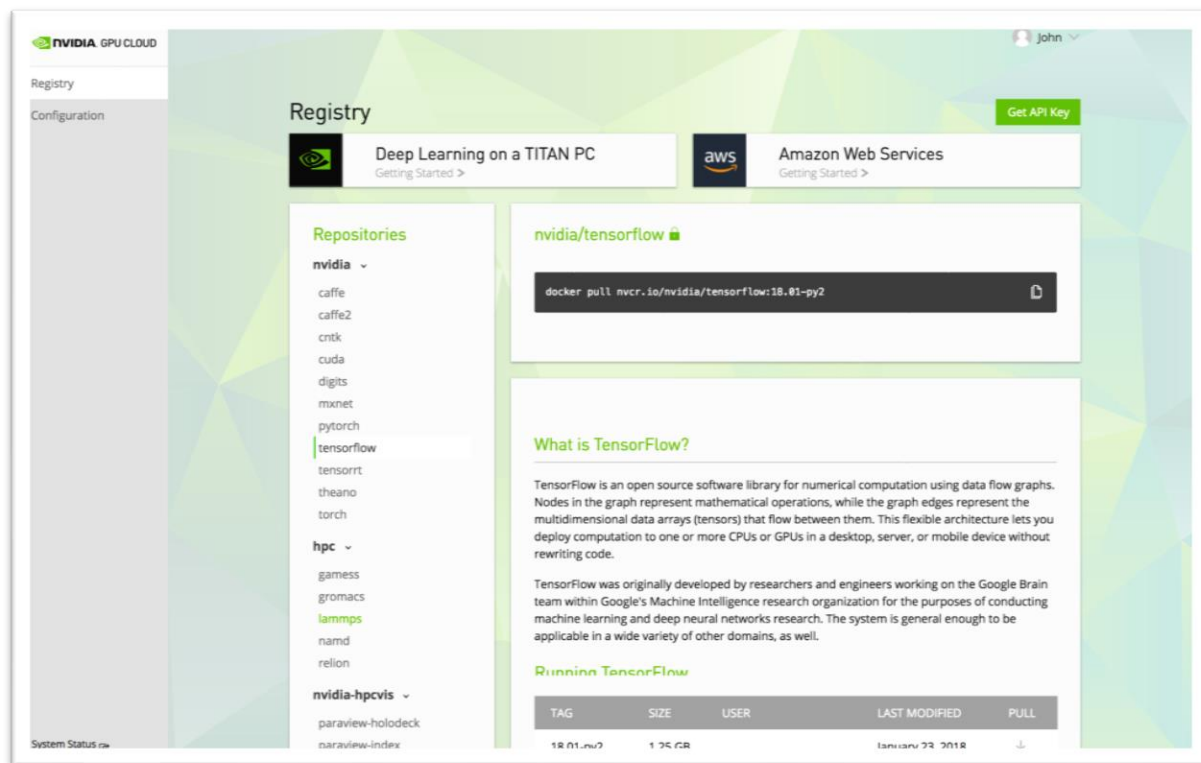 NVIDIA. GPU CLOUD
John
Registry
Configuration
Registry
Get API Key
Deep Learning on a TITAN PC
Getting Started >
aws
Amazon Web Services
Getting Started >
Repositories
nvidia
caffe
caffe2
cntk
cuda
digits
mxnet
pytorch
tensorflow
tensorrt
theano
torch
hpc
gamess
gromacs
lammps
namd
relion
nvidia-hpcvis
paraview-holodeck
paraview-index
nvidia/tensorflow
docker pull nvcr.io/nvidia/tensorflow:18.01-py2
What is TensorFlow?
TensorFlow is an open source software library for numerical computation using data flow graphs.
Nodes in the graph represent mathematical operations, while the graph edges represent the
multidimensional data arrays (tensors) that flow between them. This flexible architecture lets you
deploy computation to one or more CPUs or GPUs in a desktop, server, or mobile device without
rewriting code.
TensorFlow was originally developed by researchers and engineers working on the Google Brain
team within Google's Machine Intelligence research organization for the purposes of conducting
machine learning and deep neural networks research. The system is general enough to be
applicable in a wide variety of other domains, as well.
Running TensorFlow
TAG SIZE USER LAST MODIFIED PULL
18.01-py2 1.25 GB January 23, 2018
System Status